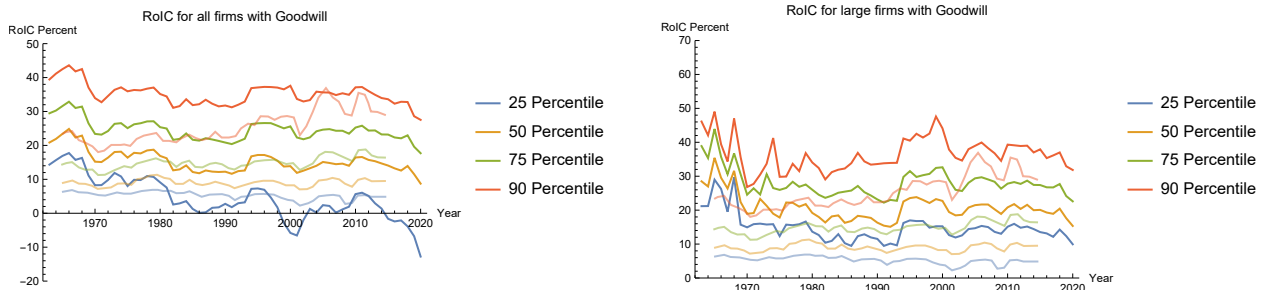 RoIC for all firms with Goodwill
RoIC Percent
50
40
30
20
10
0
−10
−20
1970
1980
1990
2000
2010
2020
Year
25 Percentile
50 Percentile
75 Percentile
90 Percentile
RoIC for large firms with Goodwill
RoIC Percent
70
60
50
40
30
20
10
0
1970
1980
1990
2000
2010
2020
Year
25 Percentile
50 Percentile
75 Percentile
90 Percentile